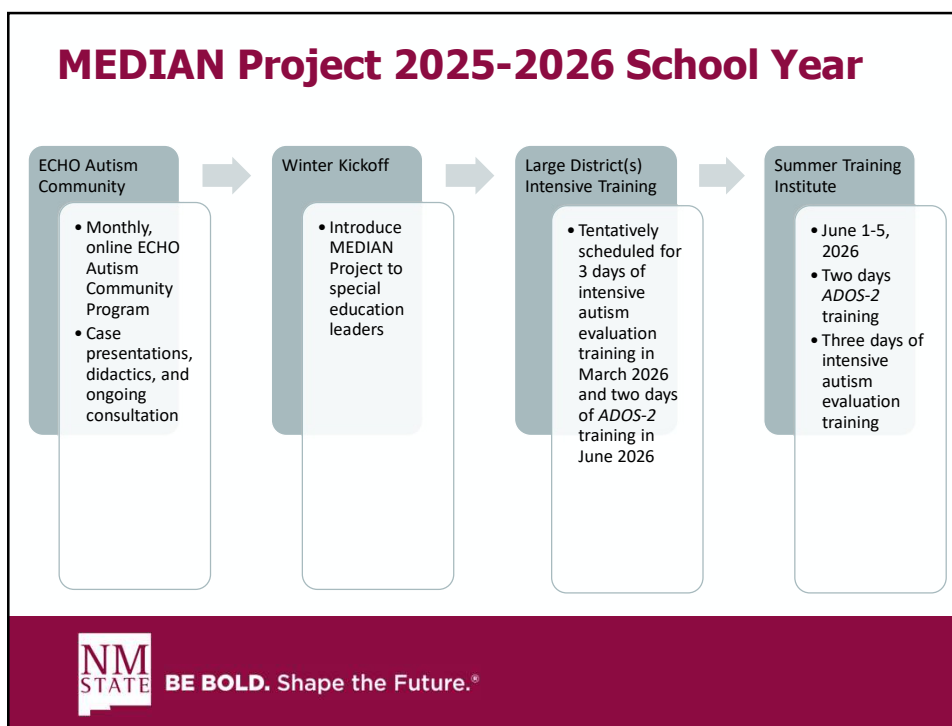 MEDIAN Project 2025-2026 School Year
ECHO Autism
Community
• Monthly,
online ECHO
Autism
Community
Program
• Case
presentations,
didactics, and
ongoing
consultation
Winter Kickoff
• Introduce
MEDIAN
Project to
special
education
leaders
Large District(s)
Intensive Training
• Tentatively
scheduled for
3 days of
intensive
autism
evaluation
training in
March 2026
and two days
of ADOS-2
training in
June 2026
Summer Training
Institute
• June 1-5,
2026
• Two days
ADOS-2
training
• Three days of
intensive
autism
evaluation
training
NM
STATE
BE BOLD. Shape the Future.®